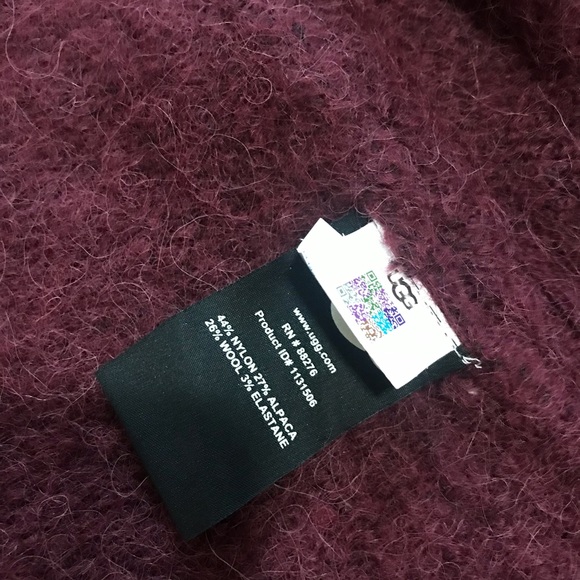 www.ugg.com
RN # 88276
Product ID# 1131506
44% NYLON 27% ALPACA
26% WOOL 3% ELASTANE